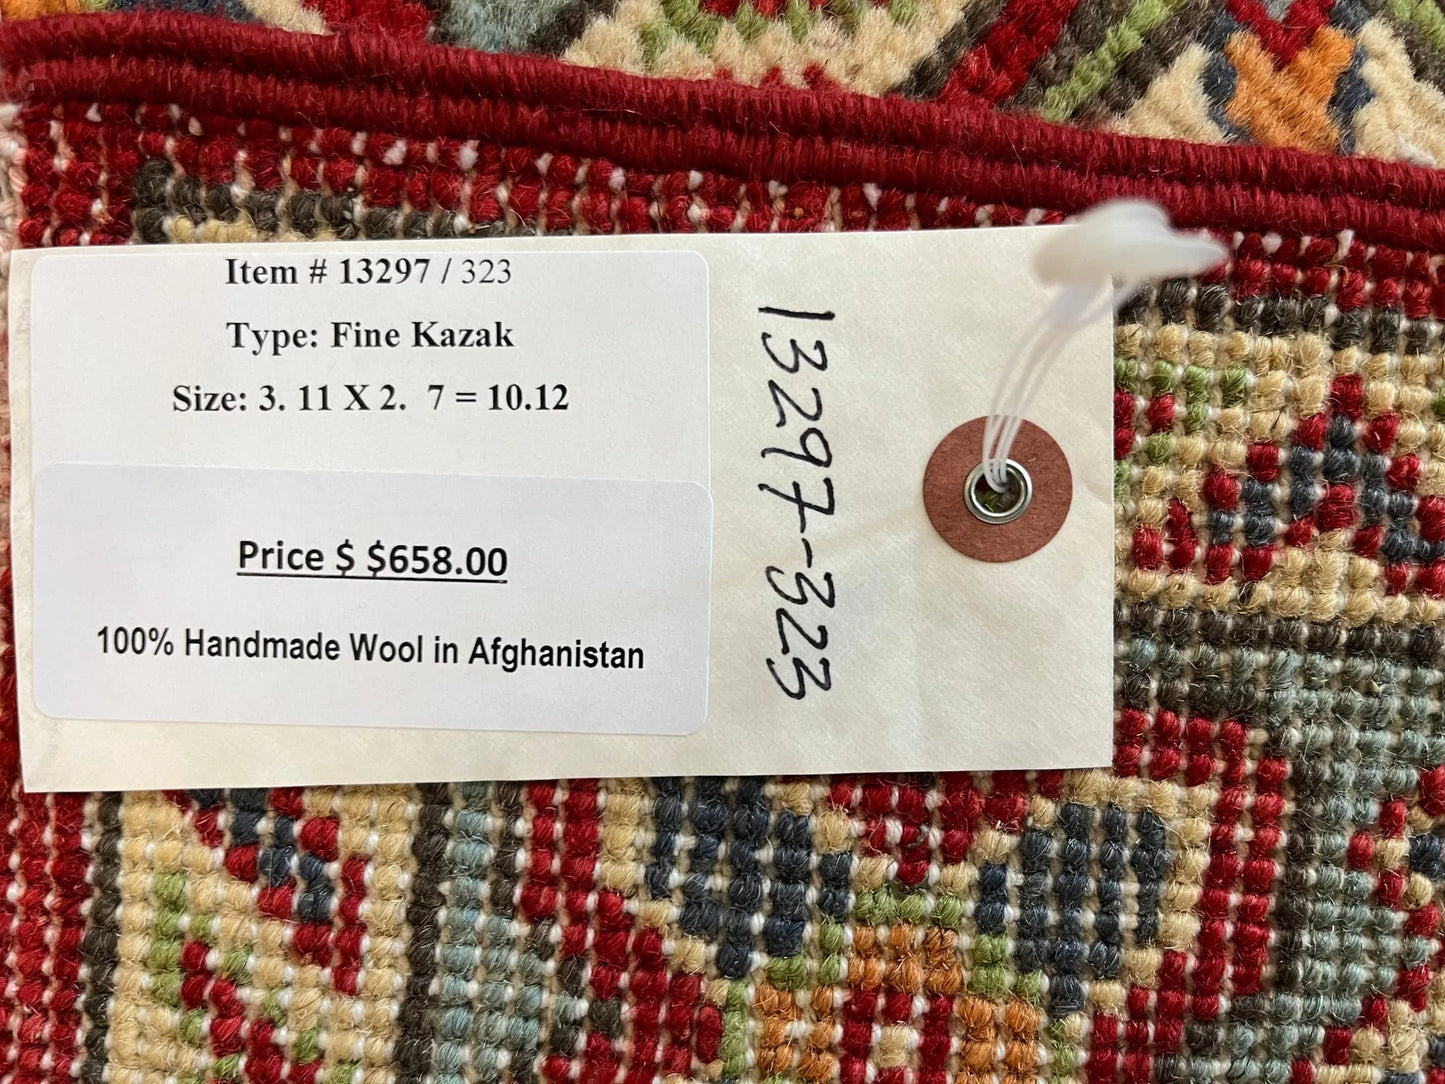 Item # 13297 / 323
Type: Fine Kazak
Size: 3. 11 X 2.  7 = 10.12
Price $ $658.00
100% Handmade Wool in Afghanistan
13297-323